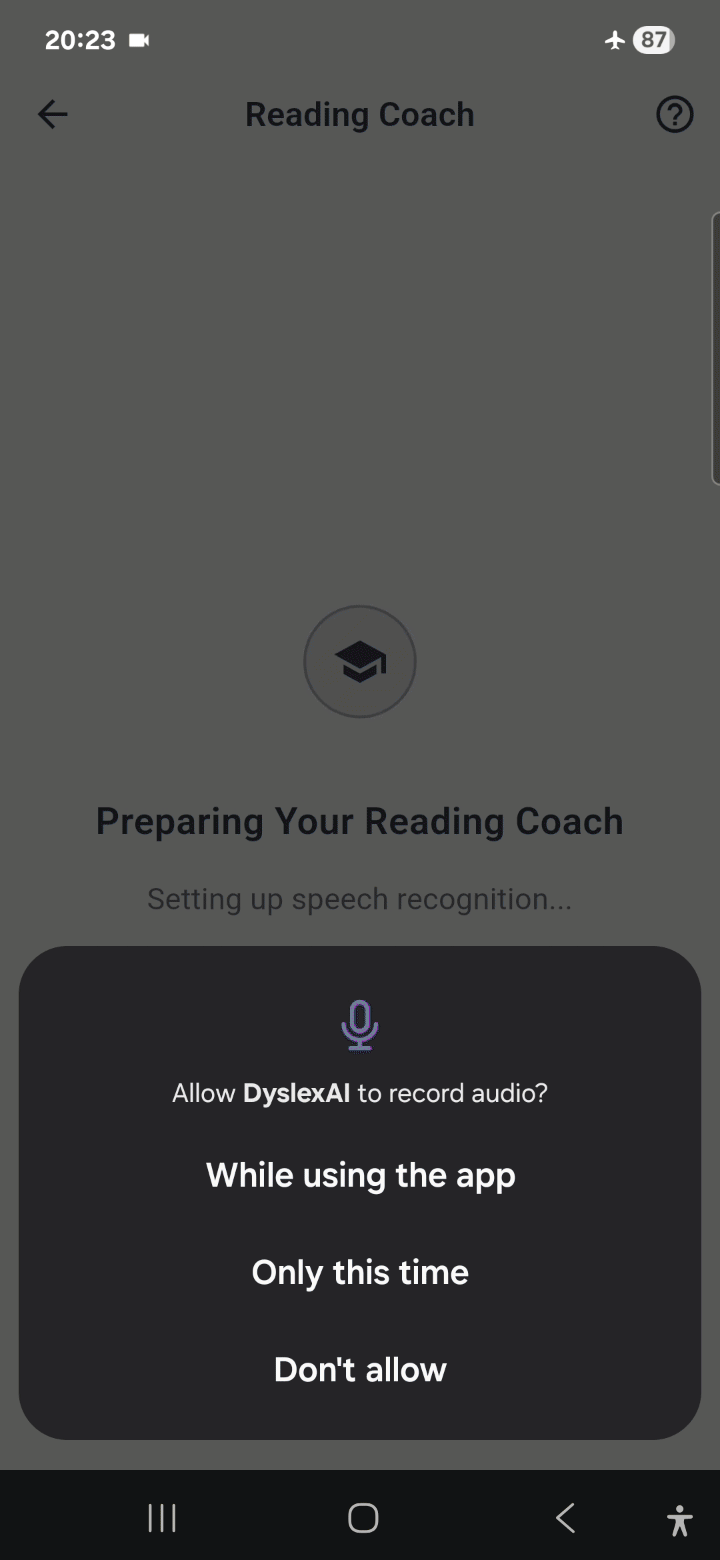 20:23
87
Reading Coach
Preparing Your Reading Coach
Setting up speech recognition...
Allow DyslexAI to record audio?
While using the app
Only this time
Don't allow